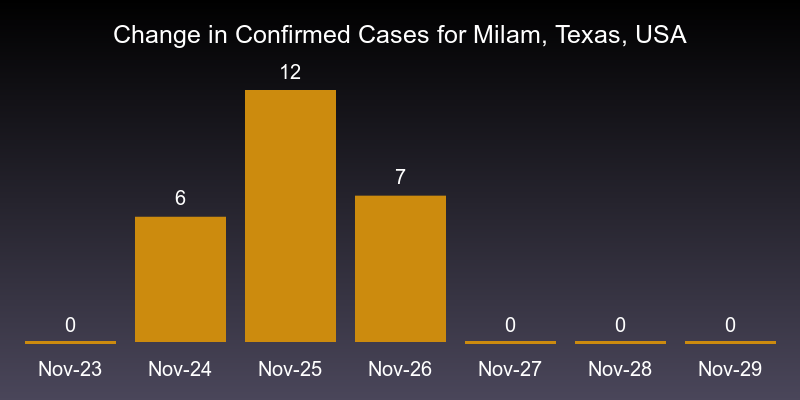 Change in Confirmed Cases for Milam, Texas, USA
12
7
6
0 0 0 0
Nov-23 Nov-24 Nov-25 Nov-26 Nov-27 Nov-28 Nov-29